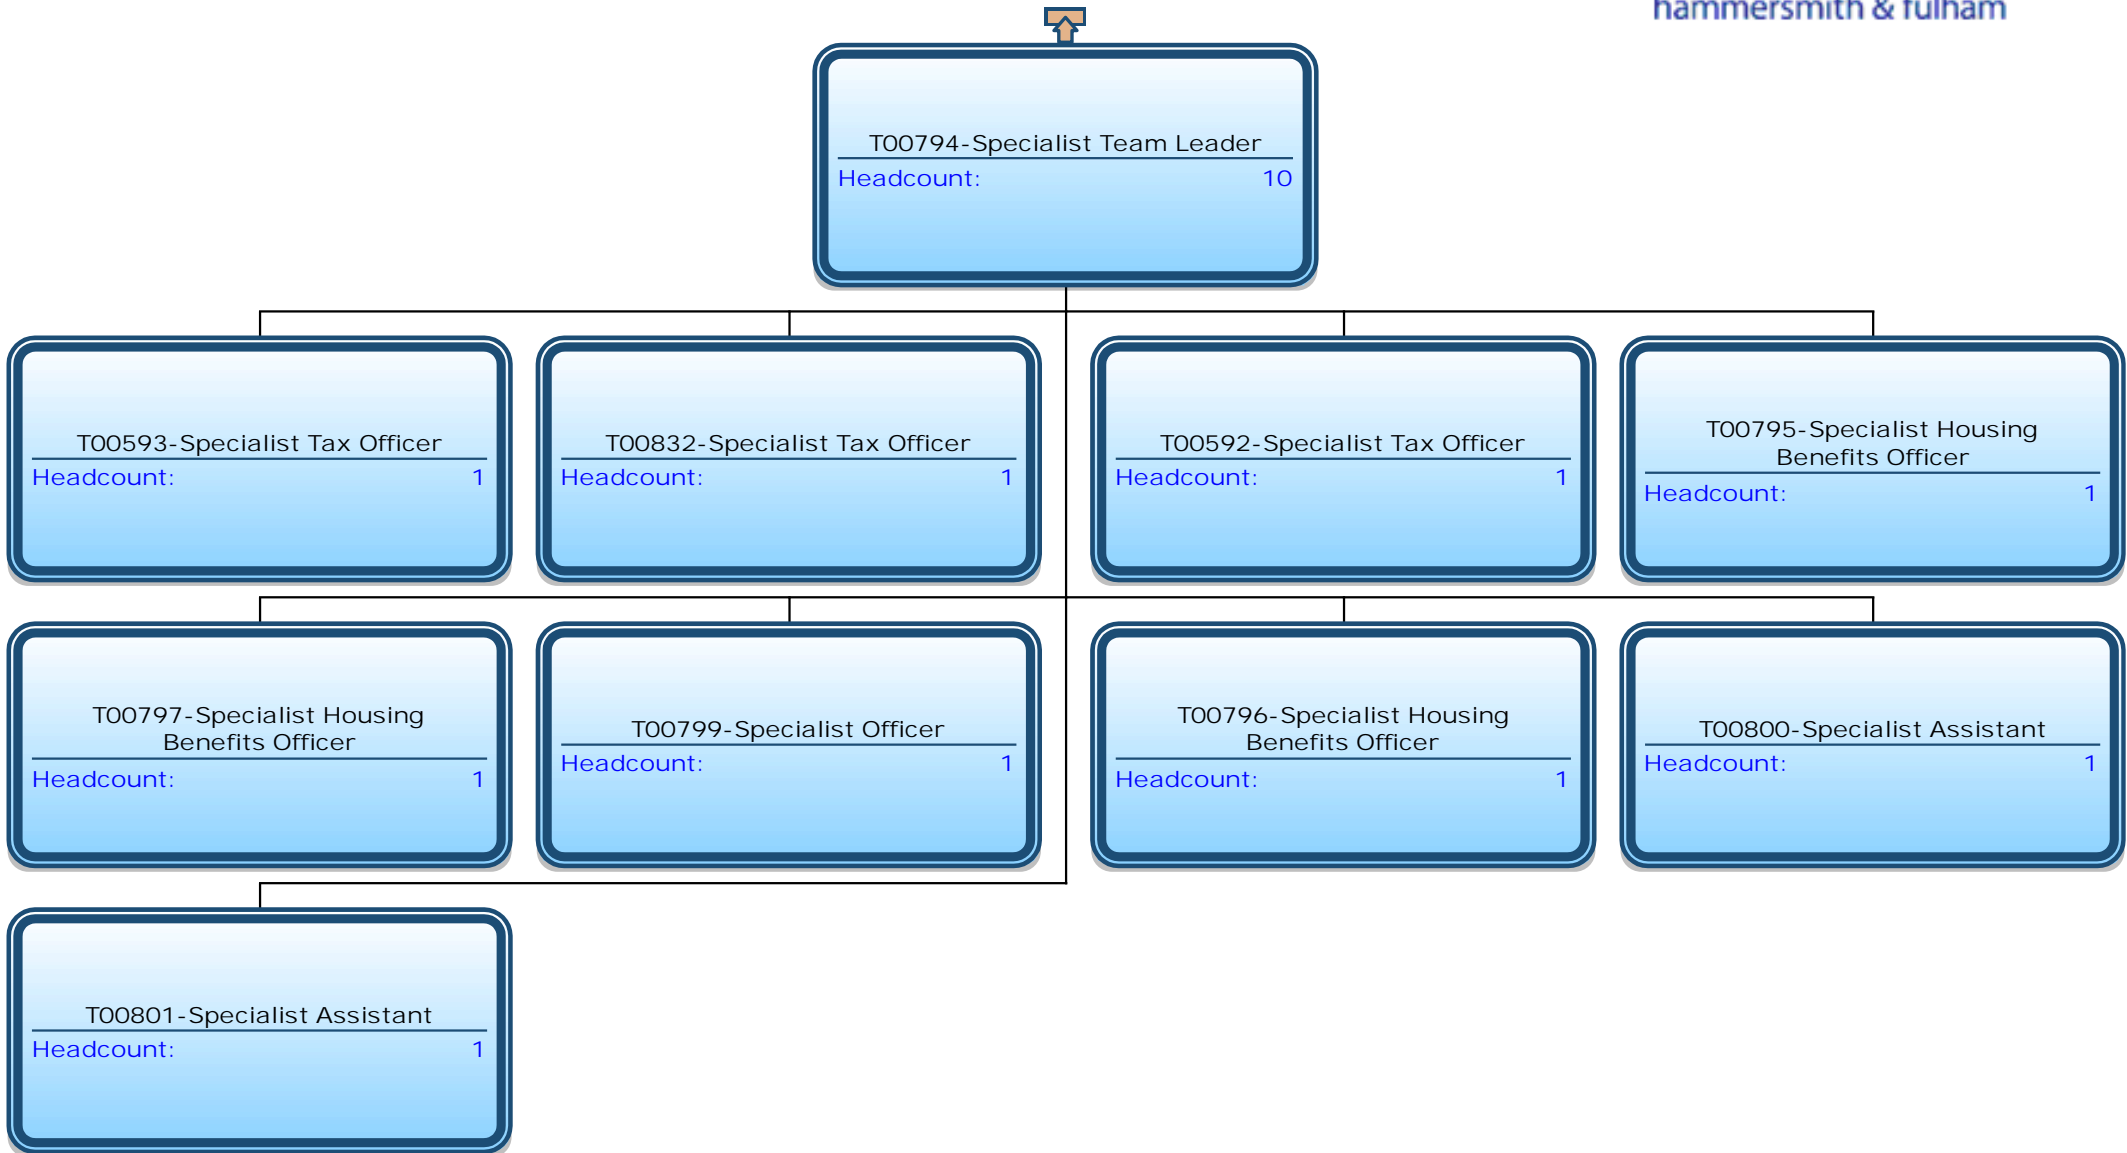 hammersmith & fulham
T00794-Specialist Team Leader
Headcount: 10
T00593-Specialist Tax Officer
Headcount: 1
T00832-Specialist Tax Officer
Headcount: 1
T00592-Specialist Tax Officer
Headcount: 1
T00795-Specialist Housing
Benefits Officer
Headcount: 1
T00797-Specialist Housing
Benefits Officer
Headcount: 1
T00799-Specialist Officer
Headcount: 1
T00796-Specialist Housing
Benefits Officer
Headcount: 1
T00800-Specialist Assistant
Headcount: 1
T00801-Specialist Assistant
Headcount: 1